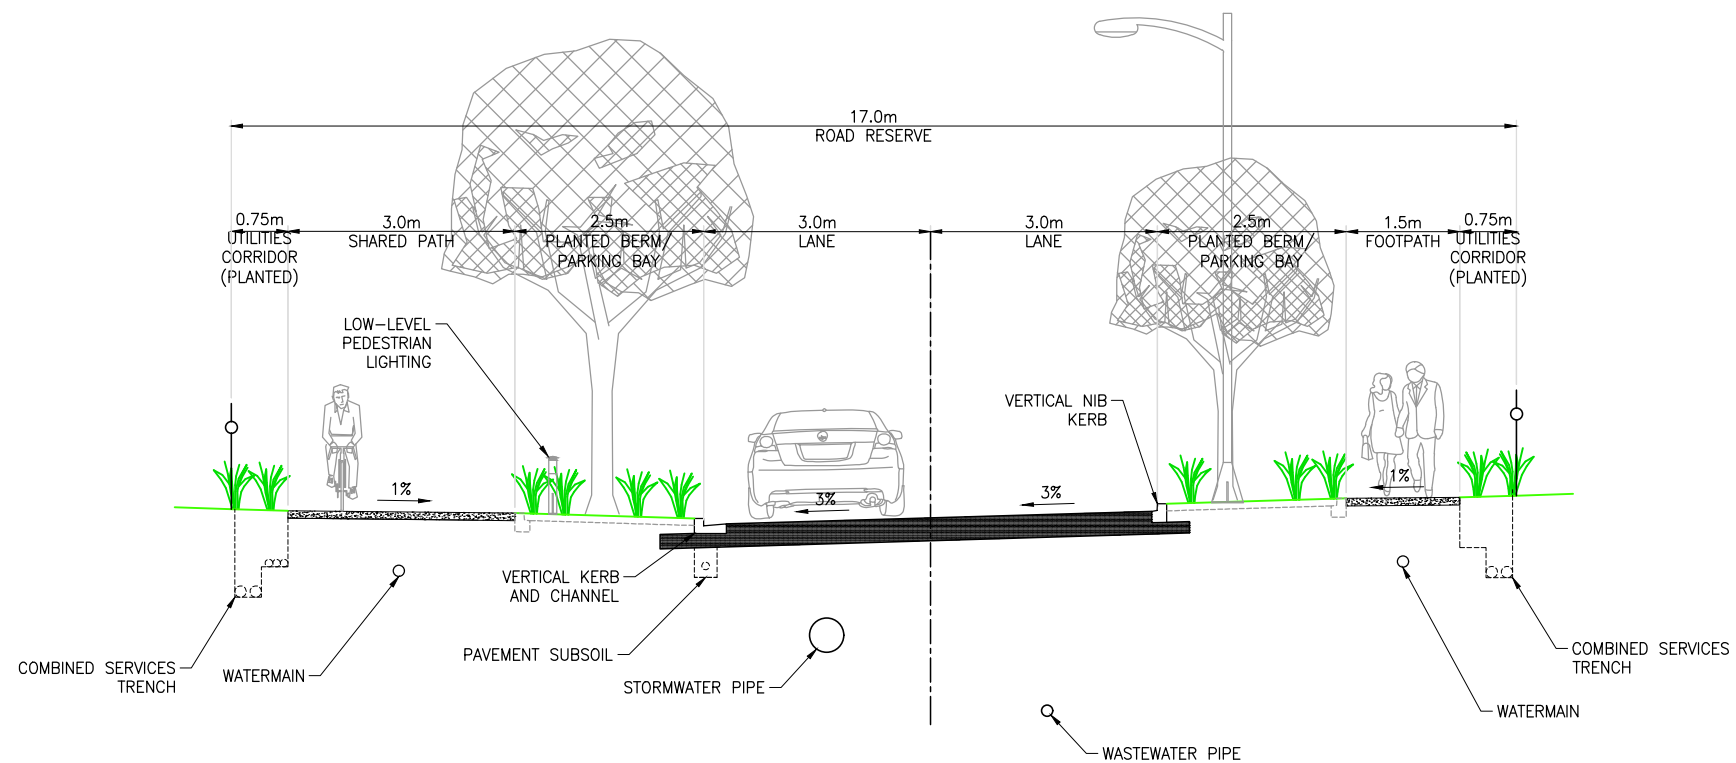 17.0m
ROAD RESERVE
0.75m
UTILITIES
CORRIDOR
(PLANTED)
3.0m
SHARED PATH
2.5m
PLANTED BERM/
PARKING BAY
3.0m
LANE
3.0m
LANE
2.5m
PLANTED BERM/
PARKING BAY
1.5m
FOOTPATH
0.75m
UTILITIES
CORRIDOR
(PLANTED)
LOW-LEVEL
PEDESTRIAN
LIGHTING
VERTICAL NIB
KERB
1%
3%
3%
1%
VERTICAL KERB
AND CHANNEL
PAVEMENT SUBSOIL
STORMWATER PIPE
COMBINED SERVICES
TRENCH
WATERMAIN
COMBINED SERVICES
TRENCH
WATERMAIN
WASTEWATER PIPE